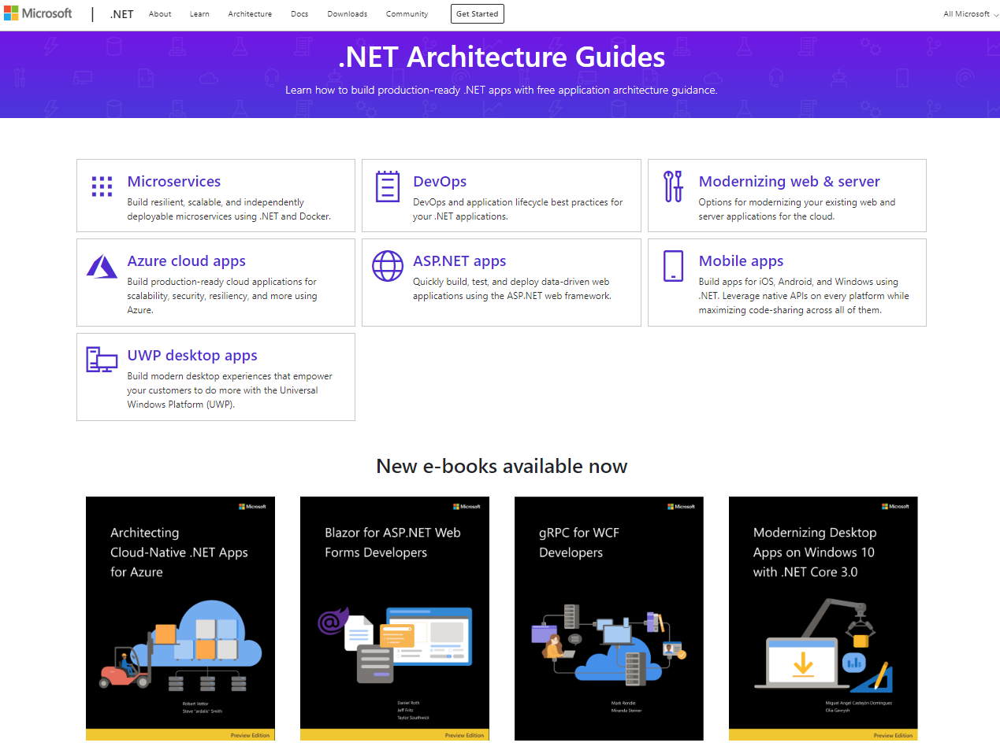 Microsoft | .NET About Learn Architecture Docs Downloads Community Get Started All Microsoft
.NET Architecture Guides
Learn how to build production-ready .NET apps with free application architecture guidance.
Microservices
Build resilient, scalable, and independently
deployable microservices using .NET and Docker.
DevOps
DevOps and application lifecycle best practices for
your .NET applications.
Modernizing web & server
Options for modernizing your existing web and
server applications for the cloud.
Azure cloud apps
Build production-ready cloud applications for
scalability, security, resiliency, and more using
Azure.
ASP.NET apps
Quickly build, test, and deploy data-driven web
applications using the ASP.NET web framework.
Mobile apps
Build apps for iOS, Android, and Windows using
.NET. Leverage native APIs on every platform while
maximizing code-sharing across all of them.
UWP desktop apps
Build modern desktop experiences that empower
your customers to do more with the Universal
Windows Platform (UWP).
New e-books available now
Microsoft
Architecting
Cloud-Native .NET Apps
for Azure
Robert Vettor
Steve "ardalis" Smith
Preview Edition
Microsoft
Blazor for ASP.NET Web
Forms Developers
Daniel Roth
Jeff Fritz
Taylor Southwick
Preview Edition
Microsoft
gRPC for WCF
Developers
Mark Rendle
Miranda Steiner
Microsoft
Modernizing Desktop
Apps on Windows 10
with .NET Core 3.0
Miguel Angel Castejón Dominguez
Olia Gavrysh
Preview Edition